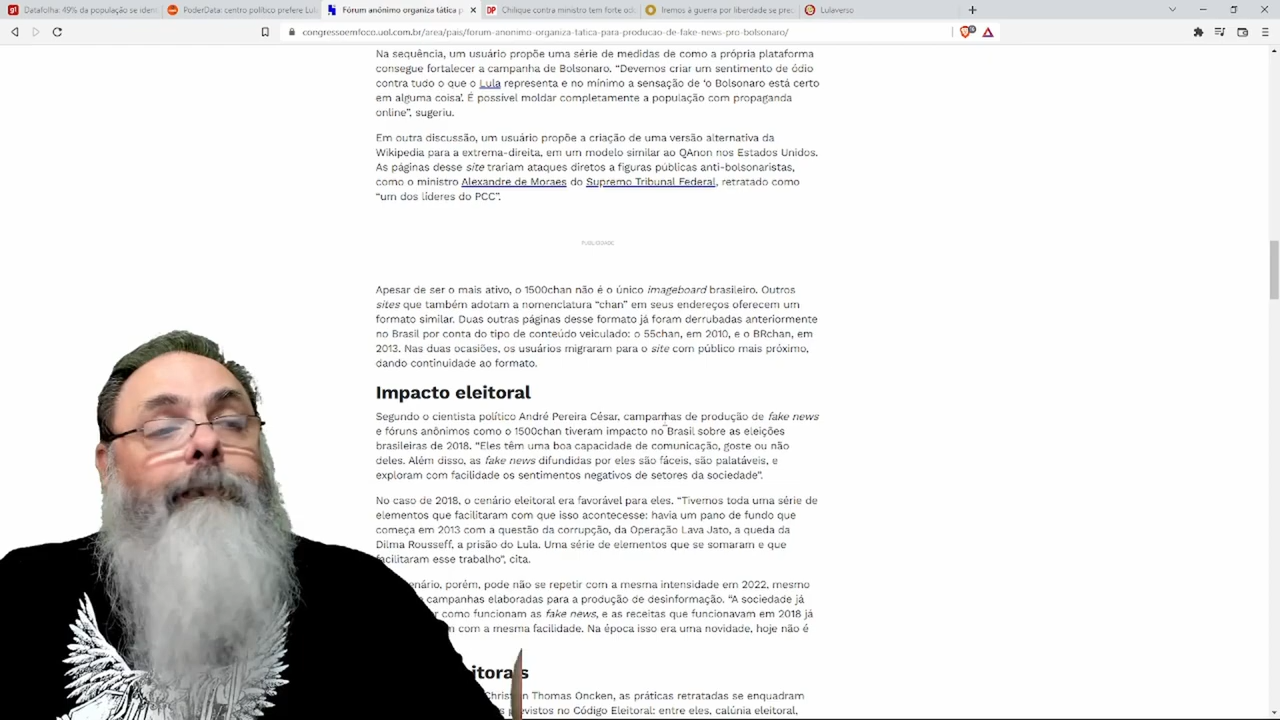 Datafolha: 49% da população se iden
PoderData: centro político prefere Lul
Fórum anônimo organiza tática p
Chilique contra ministro tem forte od
Iremos à guerra por liberdade se prec
Lulaverso
congressoemfoco.uol.com.br/area/pais/forum-anonimo-organiza-tatica-para-producao-de-fake-news-pro-bolsonaro/
Na sequência, um usuário propõe uma série de medidas de como a própria plataforma
consegue fortalecer a campanha de Bolsonaro. “Devemos criar um sentimento de ódio
contra tudo o que o Lula representa e no mínimo a sensação de ‘o Bolsonaro está certo
em alguma coisa’. É possível moldar completamente a população com propaganda
online”, sugeriu.
Em outra discussão, um usuário propõe a criação de uma versão alternativa da
Wikipedia para a extrema-direita, em um modelo similar ao QAnon nos Estados Unidos.
As páginas desse site trariam ataques diretos a figuras públicas anti-bolsonaristas,
como o ministro Alexandre de Moraes do Supremo Tribunal Federal, retratado como
“um dos líderes do PCC”.
PUBLICIDADE
Apesar de ser o mais ativo, o 1500chan não é o único imageboard brasileiro. Outros
sites que também adotam a nomenclatura “chan” em seus endereços oferecem um
formato similar. Duas outras páginas desse formato já foram derrubadas anteriormente
no Brasil por conta do tipo de conteúdo veiculado: o 55chan, em 2010, e o BRchan, em
2013. Nas duas ocasiões, os usuários migraram para o site com público mais próximo,
dando continuidade ao formato.
Impacto eleitoral
Segundo o cientista político André Pereira César, campanhas de produção de fake news
e fóruns anônimos como o 1500chan tiveram impacto no Brasil sobre as eleições
brasileiras de 2018. “Eles têm uma boa capacidade de comunicação, goste ou não
deles. Além disso, as fake news difundidas por eles são fáceis, são palatáveis, e
exploram com facilidade os sentimentos negativos de setores da sociedade”.
No caso de 2018, o cenário eleitoral era favorável para eles. “Tivemos toda uma série de
elementos que facilitaram com que isso acontecesse: havia um pano de fundo que
começa em 2013 com a questão da corrupção, da Operação Lava Jato, a queda da
Dilma Rousseff, a prisão do Lula. Uma série de elementos que se somaram e que
facilitaram esse trabalho”, cita.
enário, porém, pode não se repetir com a mesma intensidade em 2022, mesmo
campanhas elaboradas para a produção de desinformação. “A sociedade já
como funcionam as fake news, e as receitas que funcionavam em 2018 já
com a mesma facilidade. Na época isso era uma novidade, hoje não é
itorais
Thomas Oncken, as práticas retratadas se enquadram
previstos no Código Eleitoral: entre eles, calúnia eleitoral,